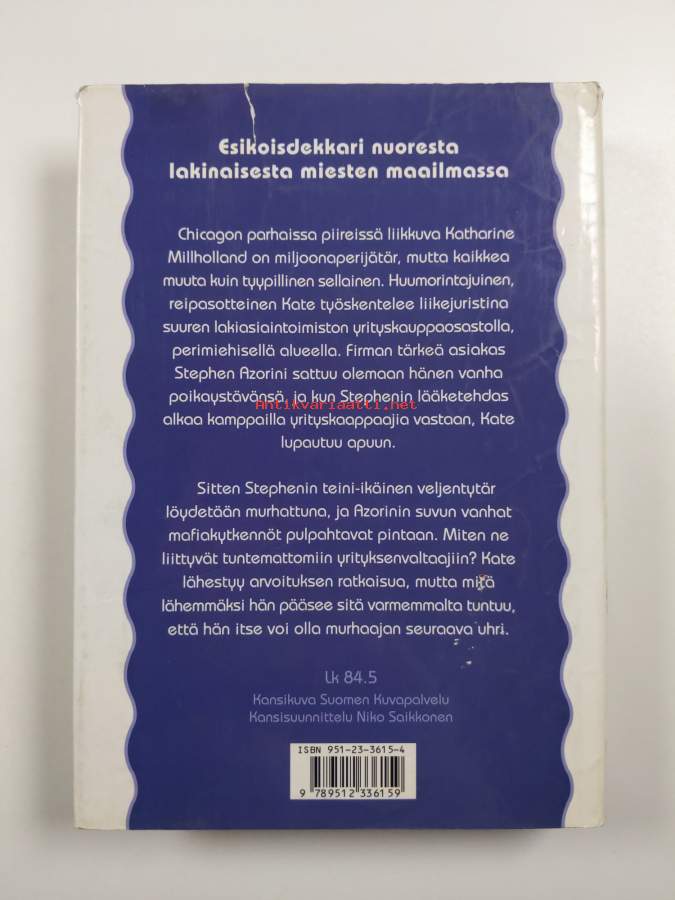 Esikoisdekkari nuoresta
lakinaisesta miesten maailmassa
Chicagon parhaissa piireissä liikkuva Katharine
Millholland on miljoonaperijätär, mutta kaikkea
muuta kuin tyypillinen sellainen. Huumorintajuinen,
reipasotteinen Kate työskentelee liikejuristina
suuren lakiasiaintoimiston yrityskauppaosastolla,
perimiehisellä alueella. Firman tärkeä asiakas
Stephen Azorini sattuu olemaan hänen vanha
poikaystävänsä, ja kun Stephenin lääketehdas
Antikvariaatti.net
alkaa kamppailla yrityskaappaajia vastaan, Kate
lupautuu apuun.
Sitten Stephenin teini-ikäinen veljentytär
löydetään murhattuna, ja Azorinin suvun vanhat
mafiakytkennöt pulpahtavat pintaan. Miten ne
liittyvät tuntemattomiin yrityksenvaltaajiin? Kate
lähestyy arvoituksen ratkaisua, mutta mitä
lähemmäksi hän pääsee sitä varmemmalta tuntuu,
että hän itse voi olla murhaajan seuraava uhri.
Lk 84.5
Kansikuva Suomen Kuvapalvelu
Kansisuunnittelu Niko Saikkonen
ISBN 951-23-3615-4
9 789512 336159